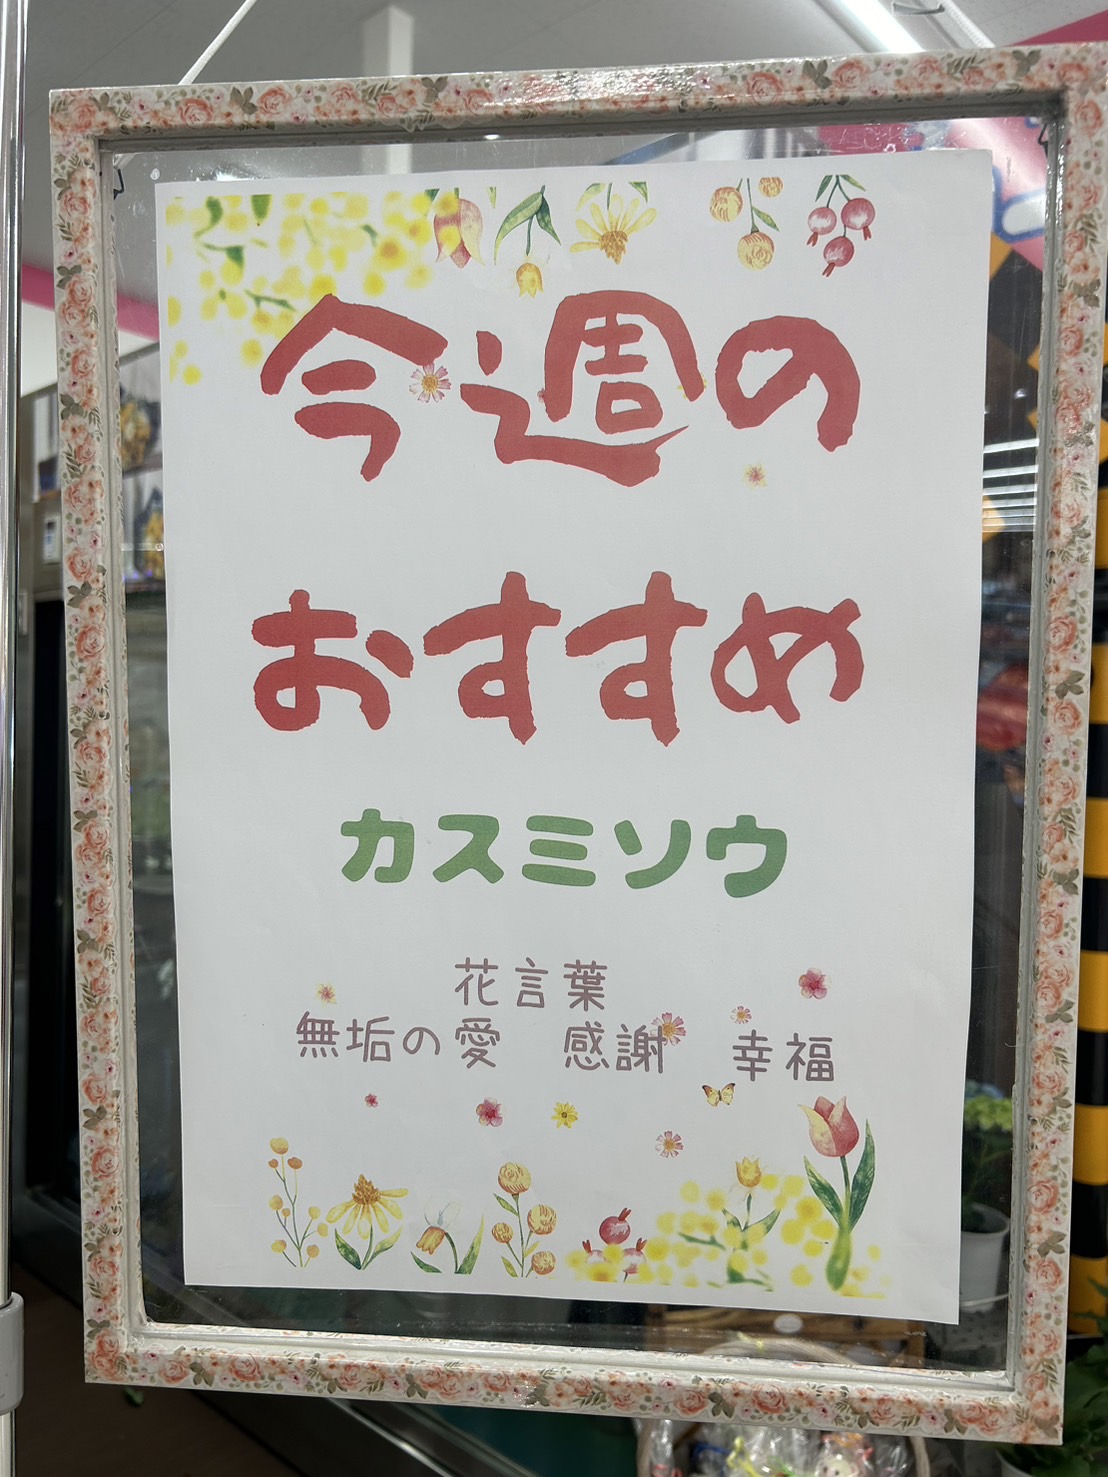 今週の
おすすめ
カスミソウ
花言葉
無垢の愛　感謝　幸福